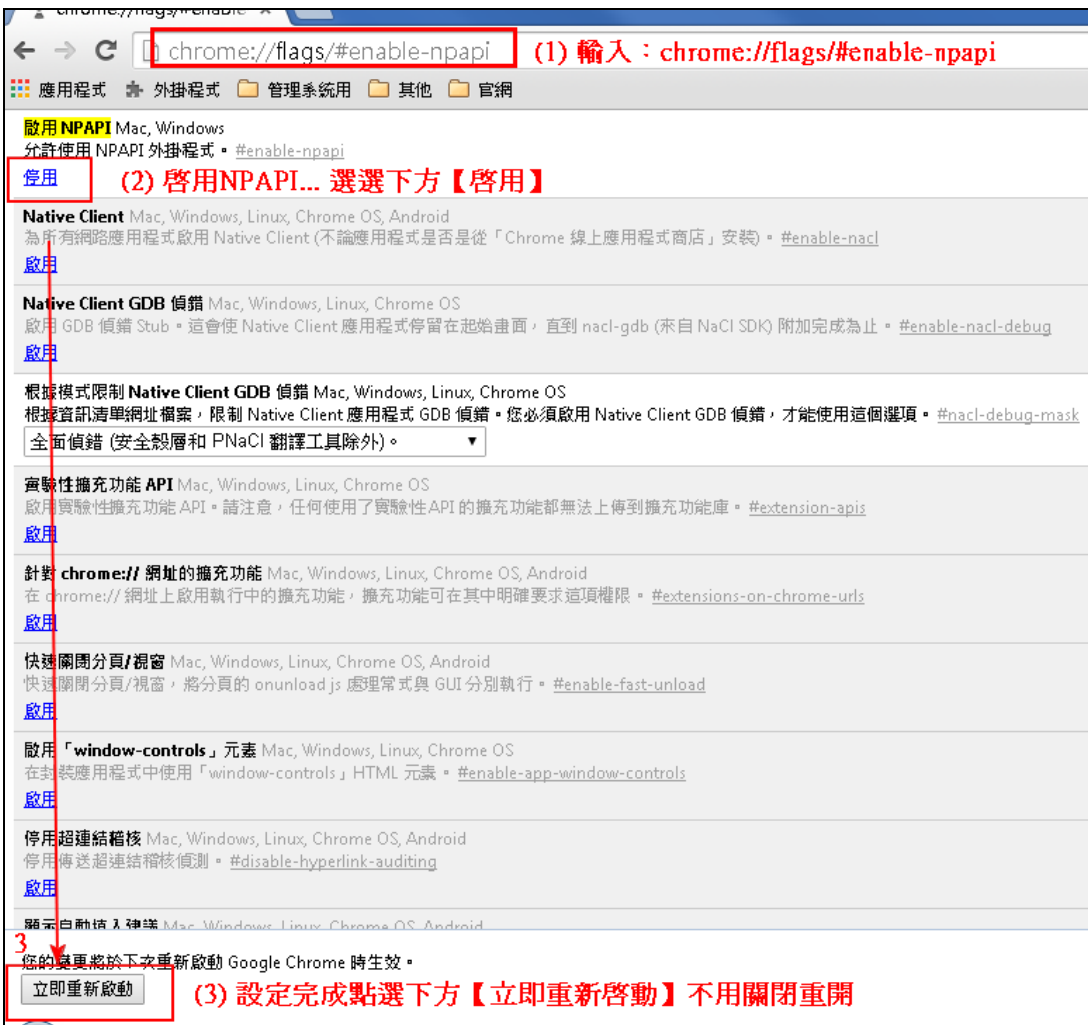 chrome://flags/#enable
chrome://flags/#enable-npapi (1) 輸入：chrome://flags/#enable-npapi
應用程式 外掛程式 管理系統用 其他 官網
啟用 NPAPI Mac, Windows
允許使用 NPAPI 外掛程式。 #enable-npapi
停用 (2) 啓用NPAPI... 選選下方【啓用】
Native Client Mac, Windows, Linux, Chrome OS, Android
為所有網路應用程式啟用 Native Client (不論應用程式是否是從「Chrome 線上應用程式商店」安裝)。 #enable-nacl
啟用
Native Client GDB 偵錯 Mac, Windows, Linux, Chrome OS
啟用 GDB 偵錯 Stub。這會使 Native Client 應用程式停留在起始畫面，直到 nacl-gdb (來自 NaCl SDK) 附加完成為止。 #enable-nacl-debug
啟用
根據模式限制 Native Client GDB 偵錯 Mac, Windows, Linux, Chrome OS
根據資訊清單網址檔案，限制 Native Client 應用程式 GDB 偵錯。您必須啟用 Native Client GDB 偵錯，才能使用這個選項。 #nacl-debug-mask
全面偵錯 (安全殼層和 PNaCl 翻譯工具除外)。
實驗性擴充功能 API Mac, Windows, Linux, Chrome OS
啟用實驗性擴充功能 API。請注意，任何使用了實驗性 API 的擴充功能都無法上傳到擴充功能庫。 #extension-apis
啟用
針對 chrome:// 網址的擴充功能 Mac, Windows, Linux, Chrome OS, Android
在 chrome:// 網址上啟用執行中的擴充功能，擴充功能可在其中明確要求這項權限。 #extensions-on-chrome-urls
啟用
快速關閉分頁/視窗 Mac, Windows, Linux, Chrome OS, Android
快速關閉分頁/視窗，將分頁的 onunload js 處理常式與 GUI 分別執行。 #enable-fast-unload
啟用
啟用「window-controls」元素 Mac, Windows, Linux, Chrome OS
在封裝應用程式中使用「window-controls」HTML 元素。 #enable-app-window-controls
啟用
停用超連結稽核 Mac, Windows, Linux, Chrome OS, Android
停用傳送超連結稽核偵測。 #disable-hyperlink-auditing
啟用
顯示自動填入建議 Mac, Windows, Linux, Chrome OS, Android
3
您的變更將於下次重新啟動 Google Chrome 時生效。
立即重新啟動 (3) 設定完成點選下方【立即重新啓動】不用關閉重開